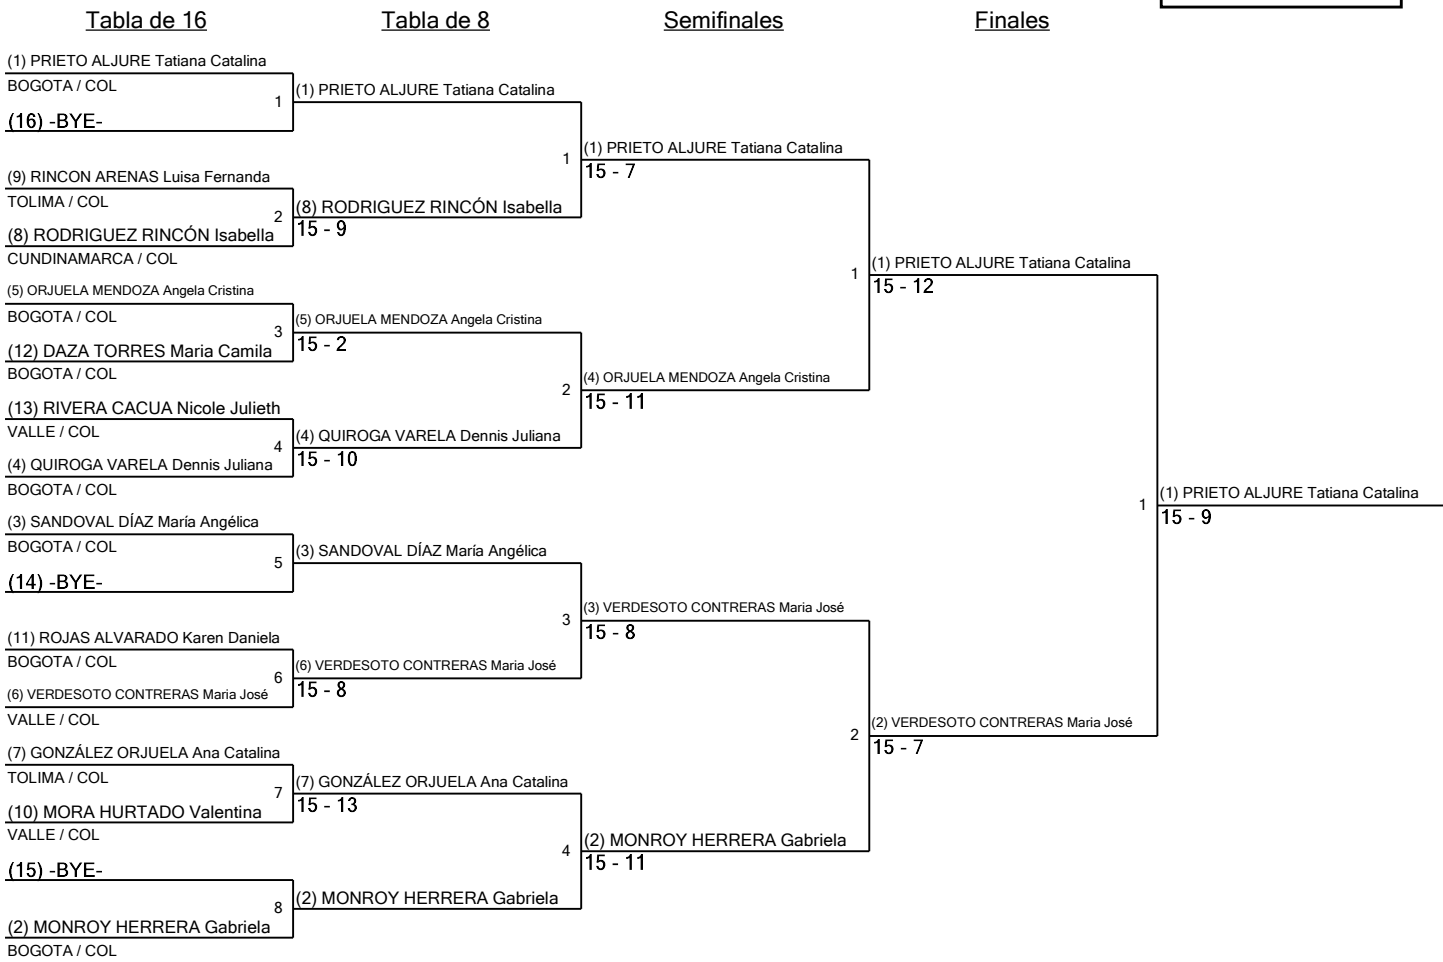 Tabla de 16
Tabla de 8
Semifinales
Finales
(1) PRIETO ALJURE Tatiana Catalina
BOGOTA / COL
1
(16) -BYE-
(9) RINCON ARENAS Luisa Fernanda
TOLIMA / COL
2
(8) RODRIGUEZ RINCÓN Isabella
CUNDINAMARCA / COL
(5) ORJUELA MENDOZA Angela Cristina
BOGOTA / COL
3
(12) DAZA TORRES Maria Camila
BOGOTA / COL
(13) RIVERA CACUA Nicole Julieth
VALLE / COL
4
(4) QUIROGA VARELA Dennis Juliana
BOGOTA / COL
(3) SANDOVAL DÍAZ María Angélica
BOGOTA / COL
5
(14) -BYE-
(11) ROJAS ALVARADO Karen Daniela
BOGOTA / COL
6
(6) VERDESOTO CONTRERAS Maria José
VALLE / COL
(7) GONZÁLEZ ORJUELA Ana Catalina
TOLIMA / COL
7
(10) MORA HURTADO Valentina
VALLE / COL
(15) -BYE-
8
(2) MONROY HERRERA Gabriela
BOGOTA / COL
(1) PRIETO ALJURE Tatiana Catalina
1
(8) RODRIGUEZ RINCÓN Isabella
15 - 9
(5) ORJUELA MENDOZA Angela Cristina
15 - 2
2
(4) QUIROGA VARELA Dennis Juliana
15 - 10
(3) SANDOVAL DÍAZ María Angélica
3
(6) VERDESOTO CONTRERAS Maria José
15 - 8
(7) GONZÁLEZ ORJUELA Ana Catalina
15 - 13
4
(2) MONROY HERRERA Gabriela
(1) PRIETO ALJURE Tatiana Catalina
15 - 7
1
(4) ORJUELA MENDOZA Angela Cristina
15 - 11
(3) VERDESOTO CONTRERAS Maria José
15 - 8
2
(2) MONROY HERRERA Gabriela
15 - 11
(1) PRIETO ALJURE Tatiana Catalina
15 - 12
1
(2) VERDESOTO CONTRERAS Maria José
15 - 7
(1) PRIETO ALJURE Tatiana Catalina
15 - 9